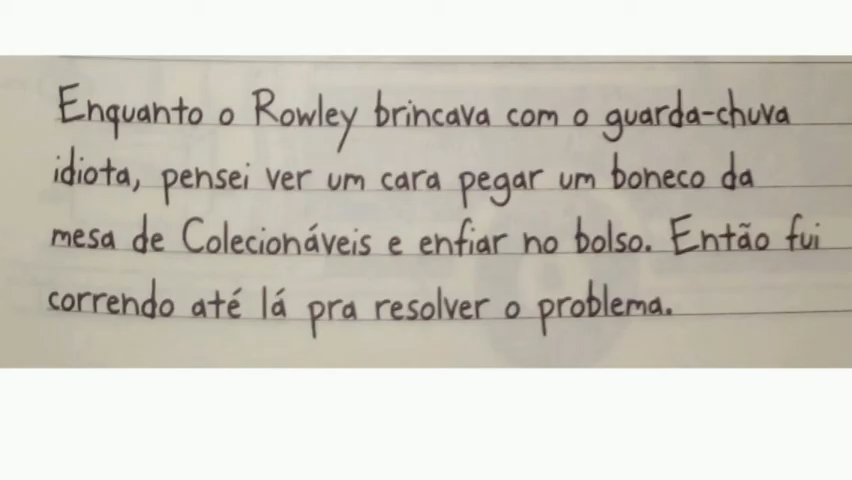 Enquanto o Rowley brincava com o guarda-chuva
idiota, pensei ver um cara pegar um boneco da
mesa de Colecionáveis e enfiar no bolso. Então fui
correndo até lá pra resolver o problema.